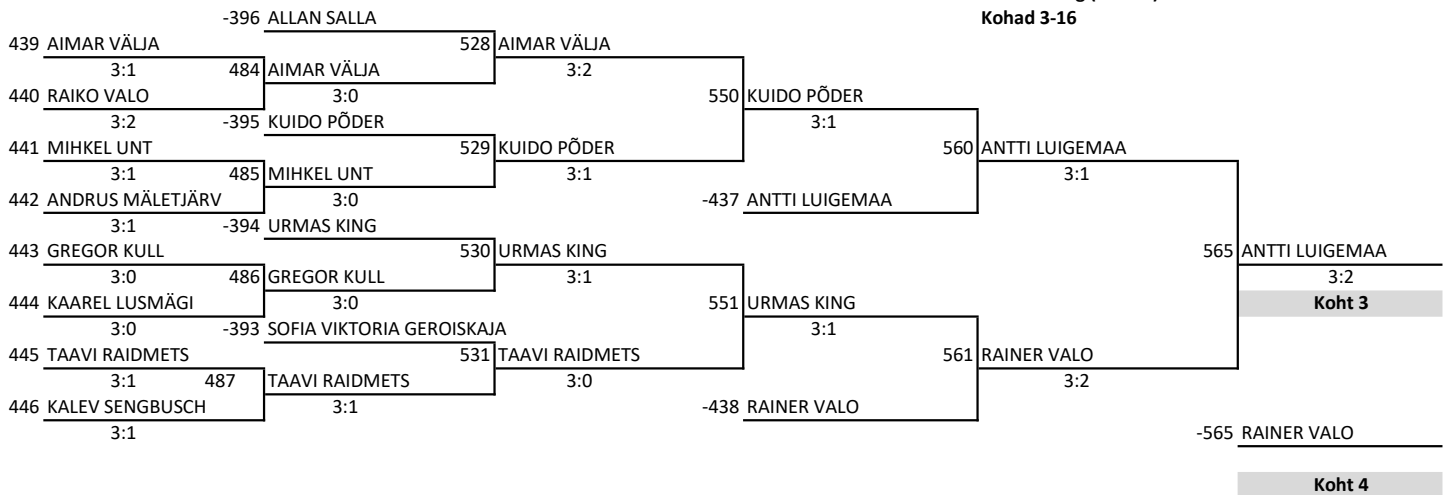 -396 ALLAN SALLA
Kohad 3-16
439 AIMAR VÄLJA
528 AIMAR VÄLJA
3:1
484 AIMAR VÄLJA
3:2
440 RAIKO VALO
3:0
550 KUIDO PÕDER
3:2
-395 KUIDO PÕDER
3:1
441 MIHKEL UNT
529 KUIDO PÕDER
560 ANTTI LUIGEMAA
3:1
485 MIHKEL UNT
3:1
3:1
442 ANDRUS MÄLETJÄRV
3:0
-437 ANTTI LUIGEMAA
3:1
-394 URMAS KING
443 GREGOR KULL
530 URMAS KING
565 ANTTI LUIGEMAA
3:0
486 GREGOR KULL
3:1
3:2
444 KAAREL LUSMÄGI
3:0
551 URMAS KING
Koht 3
3:0
-393 SOFIA VIKTORIA GEROISKAJA
3:1
445 TAAVI RAIDMETS
531 TAAVI RAIDMETS
561 RAINER VALO
3:1
487 TAAVI RAIDMETS
3:0
3:2
446 KALEV SENGBUSCH
3:1
-438 RAINER VALO
3:1
-565 RAINER VALO
Koht 4